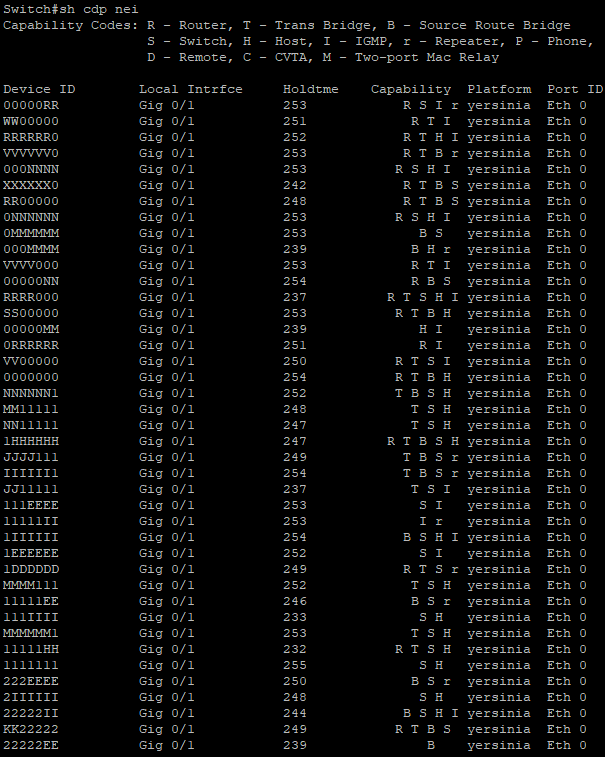 Switch#sh cdp nei
Capability Codes: R - Router, T - Trans Bridge, B - Source Route Bridge
S - Switch, H - Host, I - IGMP, r - Repeater, P - Phone,
D - Remote, C - CVTA, M - Two-port Mac Relay
Device ID Local Intrfce Holdtme Capability Platform Port ID
00000RR Gig 0/1 253 R S I r yersinia Eth 0
WW00000 Gig 0/1 251 R T I yersinia Eth 0
RRRRRR0 Gig 0/1 252 R T H I yersinia Eth 0
VVVVVV0 Gig 0/1 253 R T B r yersinia Eth 0
000NNNN Gig 0/1 253 R S H I yersinia Eth 0
XXXXXX0 Gig 0/1 242 R T B S yersinia Eth 0
RR00000 Gig 0/1 248 R T B S yersinia Eth 0
0NNNNNN Gig 0/1 253 R S H I yersinia Eth 0
0MMMMMM Gig 0/1 253 B S yersinia Eth 0
000MMMM Gig 0/1 239 B H r yersinia Eth 0
VVVV000 Gig 0/1 253 R T I yersinia Eth 0
00000NN Gig 0/1 254 R B S yersinia Eth 0
RRRR000 Gig 0/1 237 R T S H I yersinia Eth 0
SS00000 Gig 0/1 253 R T B H yersinia Eth 0
00000MM Gig 0/1 239 H I yersinia Eth 0
0RRRRRR Gig 0/1 251 R I yersinia Eth 0
VV00000 Gig 0/1 250 R T S I yersinia Eth 0
0000000 Gig 0/1 254 R T B H yersinia Eth 0
NNNNNN1 Gig 0/1 252 T B S H yersinia Eth 0
MM11111 Gig 0/1 248 T S H yersinia Eth 0
NN11111 Gig 0/1 247 T S H yersinia Eth 0
1HHHHHH Gig 0/1 247 R T B S H yersinia Eth 0
JJJJ111 Gig 0/1 249 T B S r yersinia Eth 0
IIIIII1 Gig 0/1 254 T B S r yersinia Eth 0
JJ11111 Gig 0/1 237 T S I yersinia Eth 0
111EEEE Gig 0/1 253 S I yersinia Eth 0
11111II Gig 0/1 253 I r yersinia Eth 0
1IIIIII Gig 0/1 254 B S H I yersinia Eth 0
1EEEEEE Gig 0/1 252 S I yersinia Eth 0
1DDDDDD Gig 0/1 249 R T S r yersinia Eth 0
MMMM111 Gig 0/1 252 T S H yersinia Eth 0
11111EE Gig 0/1 246 B S r yersinia Eth 0
111IIII Gig 0/1 233 S H yersinia Eth 0
MMMMMM1 Gig 0/1 253 T S H yersinia Eth 0
11111HH Gig 0/1 232 R T S H yersinia Eth 0
1111111 Gig 0/1 255 S H yersinia Eth 0
222EEEE Gig 0/1 250 B S r yersinia Eth 0
2IIIIII Gig 0/1 248 S H yersinia Eth 0
22222II Gig 0/1 244 B S H I yersinia Eth 0
KK22222 Gig 0/1 249 R T B S yersinia Eth 0
22222EE Gig 0/1 239 B yersinia Eth 0